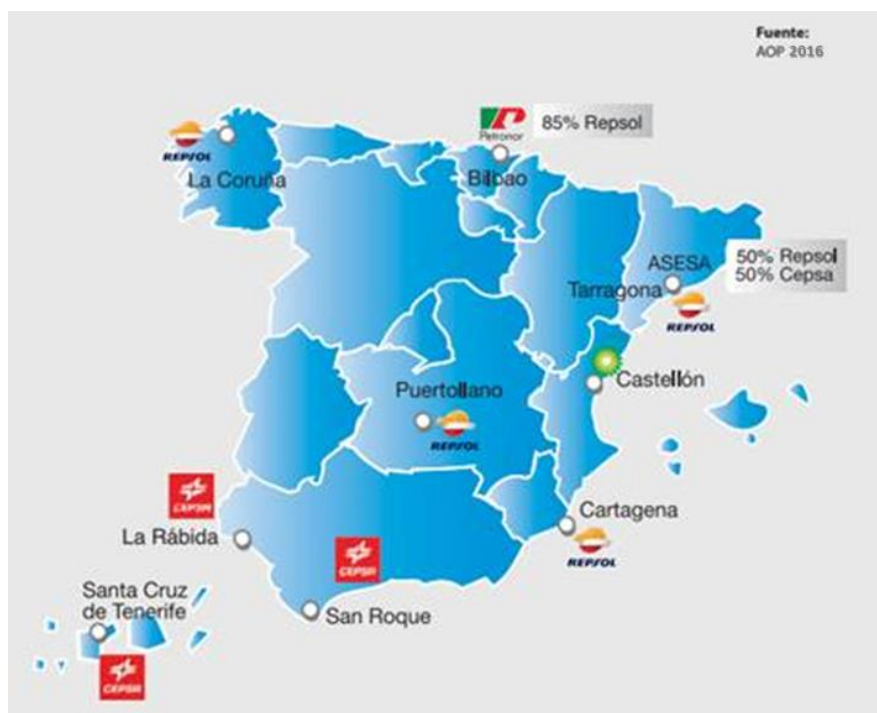 Fuente:
AOP 2016
Petronor
85% Repsol
REPSOL
La Coruña
Bilbao
ASESA
50% Repsol
50% Cepsa
Tarragona
REPSOL
Castellón
Puertollano
REPSOL
CEPSA
Cartagena
La Rábida
REPSOL
CEPSA
Santa Cruz
de Tenerife
San Roque
CEPSA